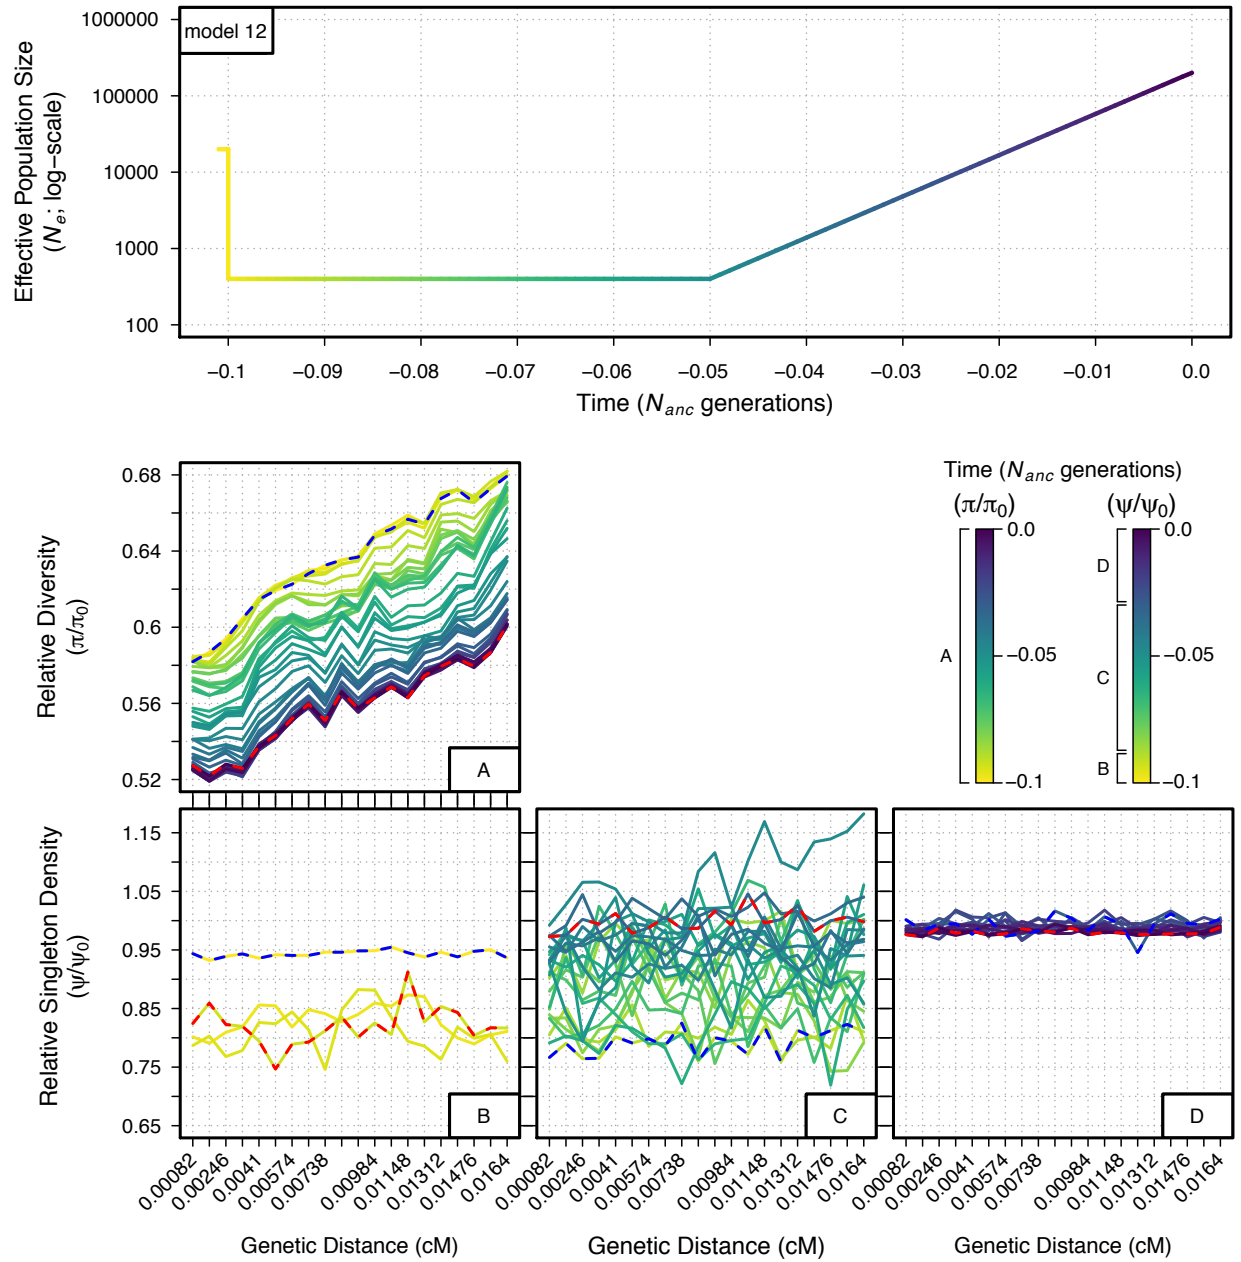 model 12
Effective Population Size
(Ne; log−scale)
1000000
100000
10000
1000
100
−0.1
−0.09
−0.08
−0.07
−0.06
−0.05
−0.04
−0.03
−0.02
−0.01
0.0
Time (Nanc generations)
Relative Diversity
(π/π0)
0.68
0.64
0.6
0.56
0.52
A
Time (Nanc generations)
(π/π0)
(ψ/ψ0)
A
0.0
−0.05
−0.1
D
C
B
0.0
−0.05
−0.1
Relative Singleton Density
(ψ/ψ0)
1.15
1.05
0.95
0.85
0.75
0.65
B
C
D
0.00082
0.00246
0.0041
0.00574
0.00738
0.00984
0.01148
0.01312
0.01476
0.0164
0.00082
0.00246
0.0041
0.00574
0.00738
0.00984
0.01148
0.01312
0.01476
0.0164
0.00082
0.00246
0.0041
0.00574
0.00738
0.00984
0.01148
0.01312
0.01476
0.0164
Genetic Distance (cM)
Genetic Distance (cM)
Genetic Distance (cM)